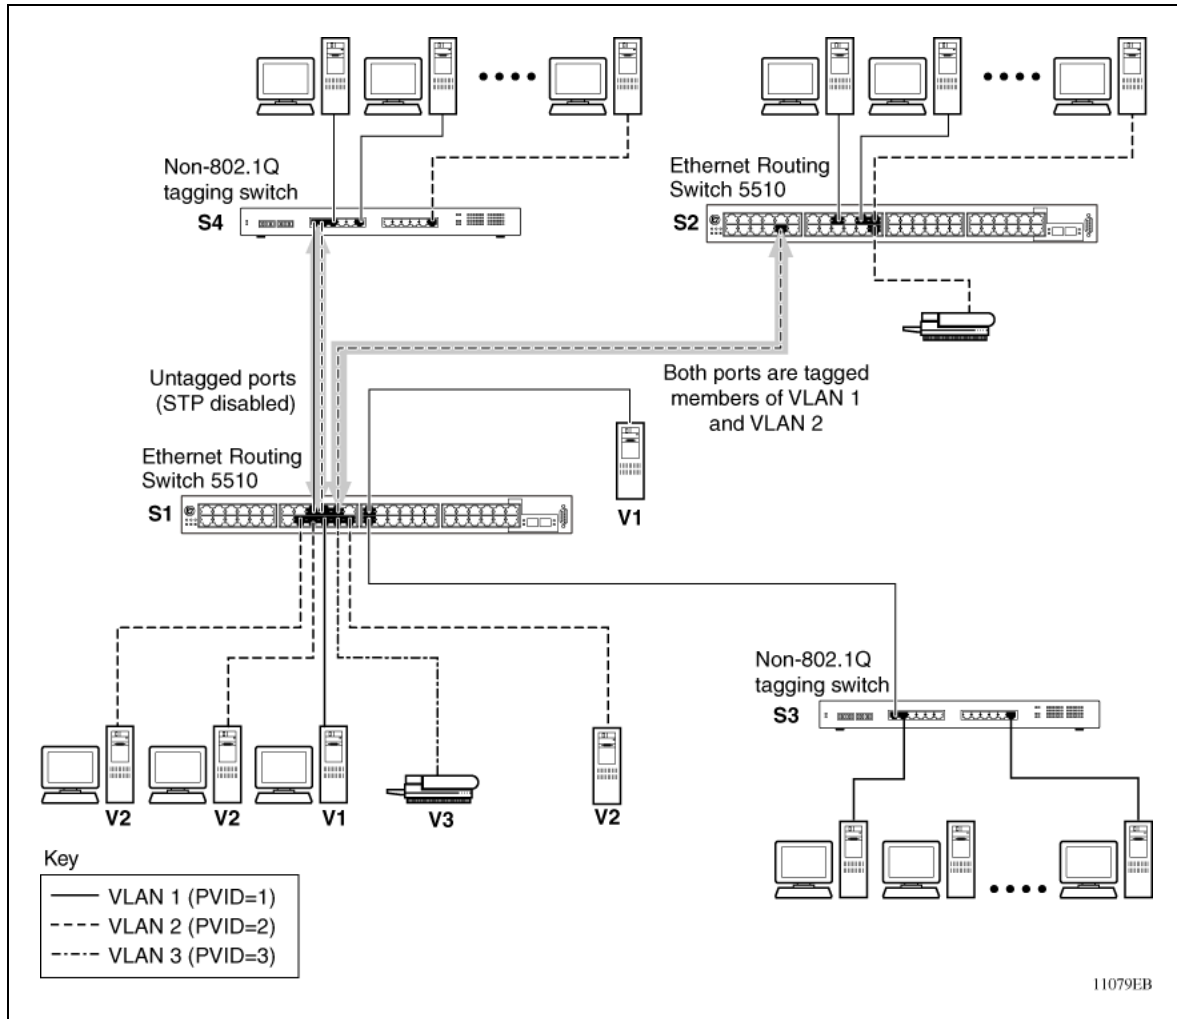 Non-802.1Q
tagging switch
S4
Ethernet Routing
Switch 5510
S2
Untagged ports
(STP disabled)
Both ports are tagged
members of VLAN 1
and VLAN 2
Ethernet Routing
Switch 5510
S1
V1
Non-802.1Q
tagging switch
S3
V2
V2
V1
V3
V2
Key
VLAN 1 (PVID=1)
VLAN 2 (PVID=2)
VLAN 3 (PVID=3)
11079EB